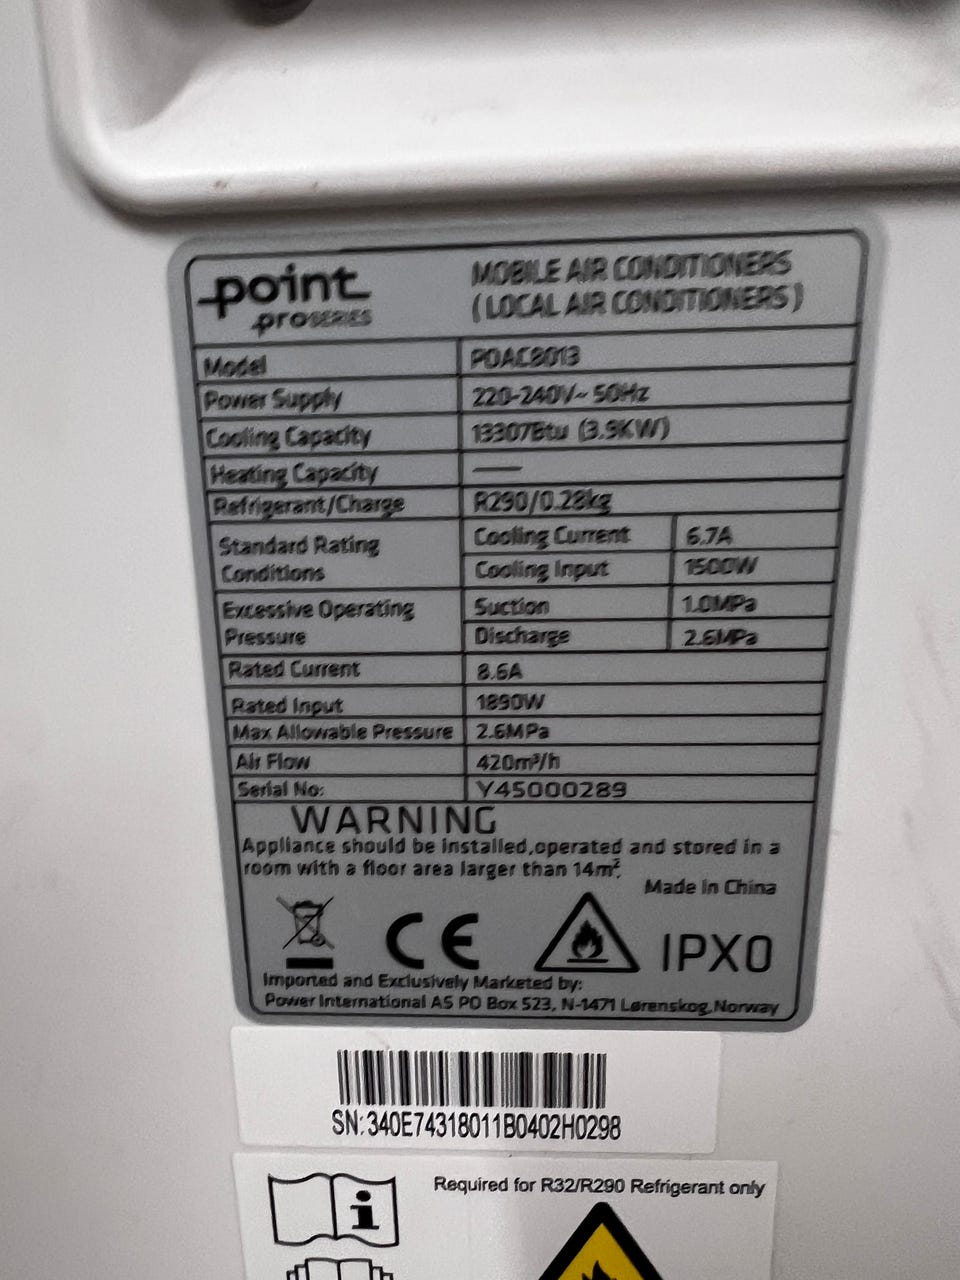 point
proSERIES
MOBILE AIR CONDITIONERS
(LOCAL AIR CONDITIONERS)
Model POAC8013
Power Supply 220-240V~ 50Hz
Cooling Capacity 13307Btu (3.9KW)
Heating Capacity —
Refrigerant/Charge R290/0.28kg
Standard Rating Conditions Cooling Current 6.7A
Cooling Input 1500W
Excessive Operating Pressure Suction 1.0MPa
Discharge 2.6MPa
Rated Current 8.6A
Rated Input 1890W
Max Allowable Pressure 2.6MPa
Air Flow 420m³/h
Serial No: Y45000289
WARNING
Appliance should be installed,operated and stored in a
room with a floor area larger than 14m².
Made in China
CE
IPX0
Imported and Exclusively Marketed by:
Power International AS PO Box 523, N-1471 Lørenskog,Norway
SN:340E74318011B0402H0298
Required for R32/R290 Refrigerant only